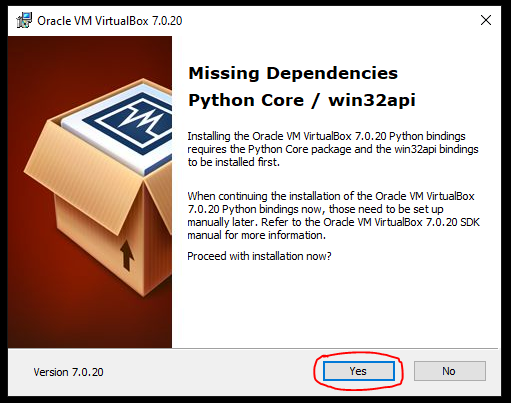 Oracle VM VirtualBox 7.0.20
Missing Dependencies
Python Core / win32api
Installing the Oracle VM VirtualBox 7.0.20 Python bindings
requires the Python Core package and the win32api bindings
to be installed first.
When continuing the installation of the Oracle VM VirtualBox
7.0.20 Python bindings now, those need to be set up
manually later. Refer to the Oracle VM VirtualBox 7.0.20 SDK
manual for more information.
Proceed with installation now?
Version 7.0.20
Yes
No